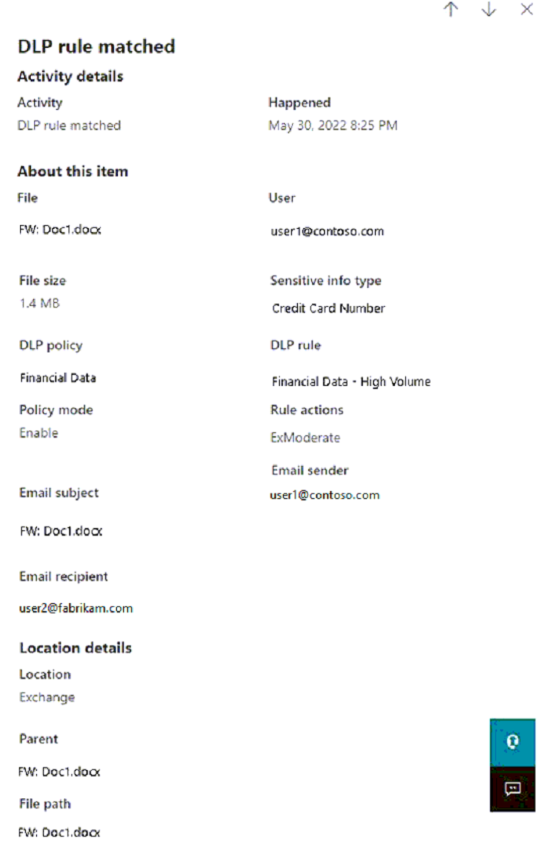 DLP rule matched
Activity details
Activity
Happened
DLP rule matched
May 30, 2022 8:25 PM
About this item
File
User
FW: Doc1.docx
user1@contoso.com
File size
Sensitive info type
1.4 MB
Credit Card Number
DLP policy
DLP rule
Financial Data
Financial Data - High Volume
Policy mode
Rule actions
Enable
ExModerate
Email sender
Email subject
user1@contoso.com
FW: Doc1.docx
Email recipient
user2@fabrikam.com
Location details
Location
Exchange
Parent
FW: Doc1.docx
File path
FW: Doc1.docx